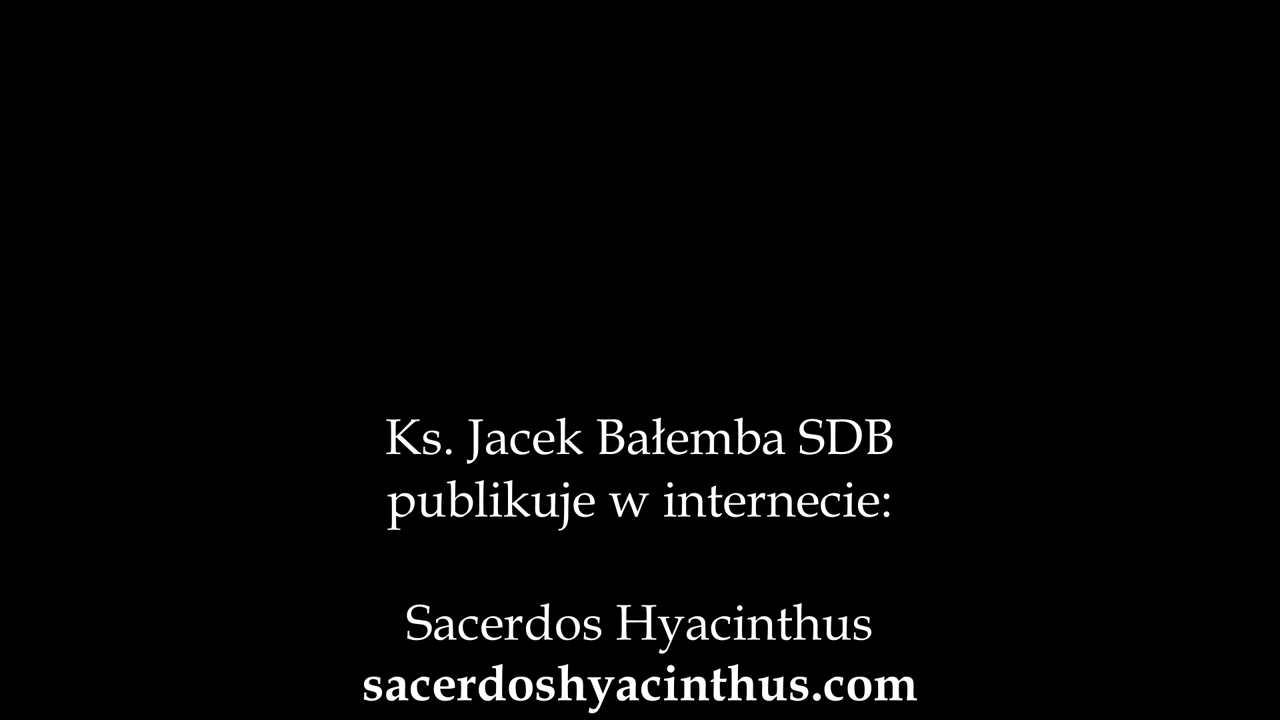 Ks. Jacek Bałemba SDB
publikuje w internecie:
Sacerdos Hyacinthus
sacerdoshyacinthus.com